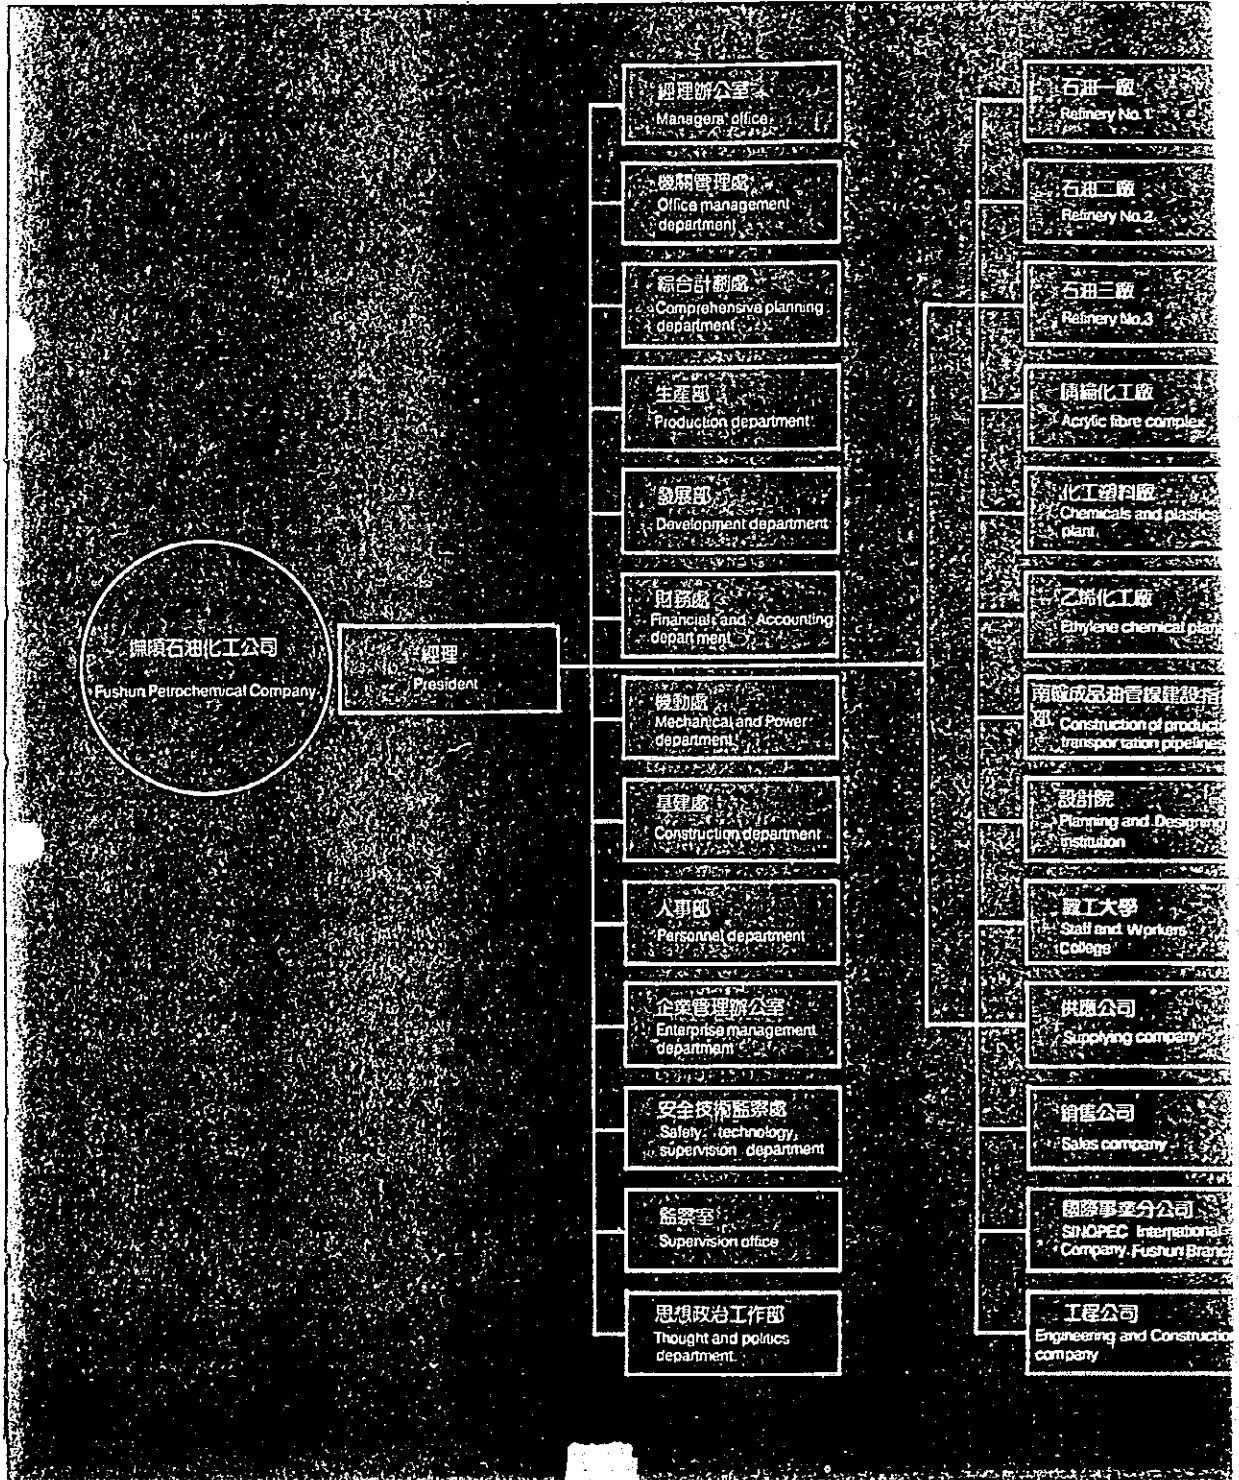 撫順石油化工公司
Fushun Petrochemical Company
經理
President
經理辦公室
Managers' office
機關管理處
Office management
department
綜合計劃處
Comprehensive planning
department
生產部
Production department
發展部
Development department
財務處
Financials and Accounting
department
機動處
Mechanical and Power
department
基建處
Construction department
人事部
Personnel department
企業管理辦公室
Enterprise management
department
安全技術監察處
Safety, technology,
supervision department
監察室
Supervision office
思想政治工作部
Thought and politics
department
石油一廠
Refinery No.1
石油二廠
Refinery No.2
石油三廠
Refinery No.3
腈綸化工廠
Acrylic fibre complex
化工塑料廠
Chemicals and plastics
plant
乙烯化工廠
Ethylene chemical plan
成品油管線建設指
部 Construction of product
transportation pipelines
設計院
Planning and Designing
institution
職工大學
Staff and Workers'
College
供應公司
Supplying company
銷售公司
Sales company
國際事業分公司
SINOPEC International
Company, Fushun Branc
工程公司
Engineering and Constructio
company